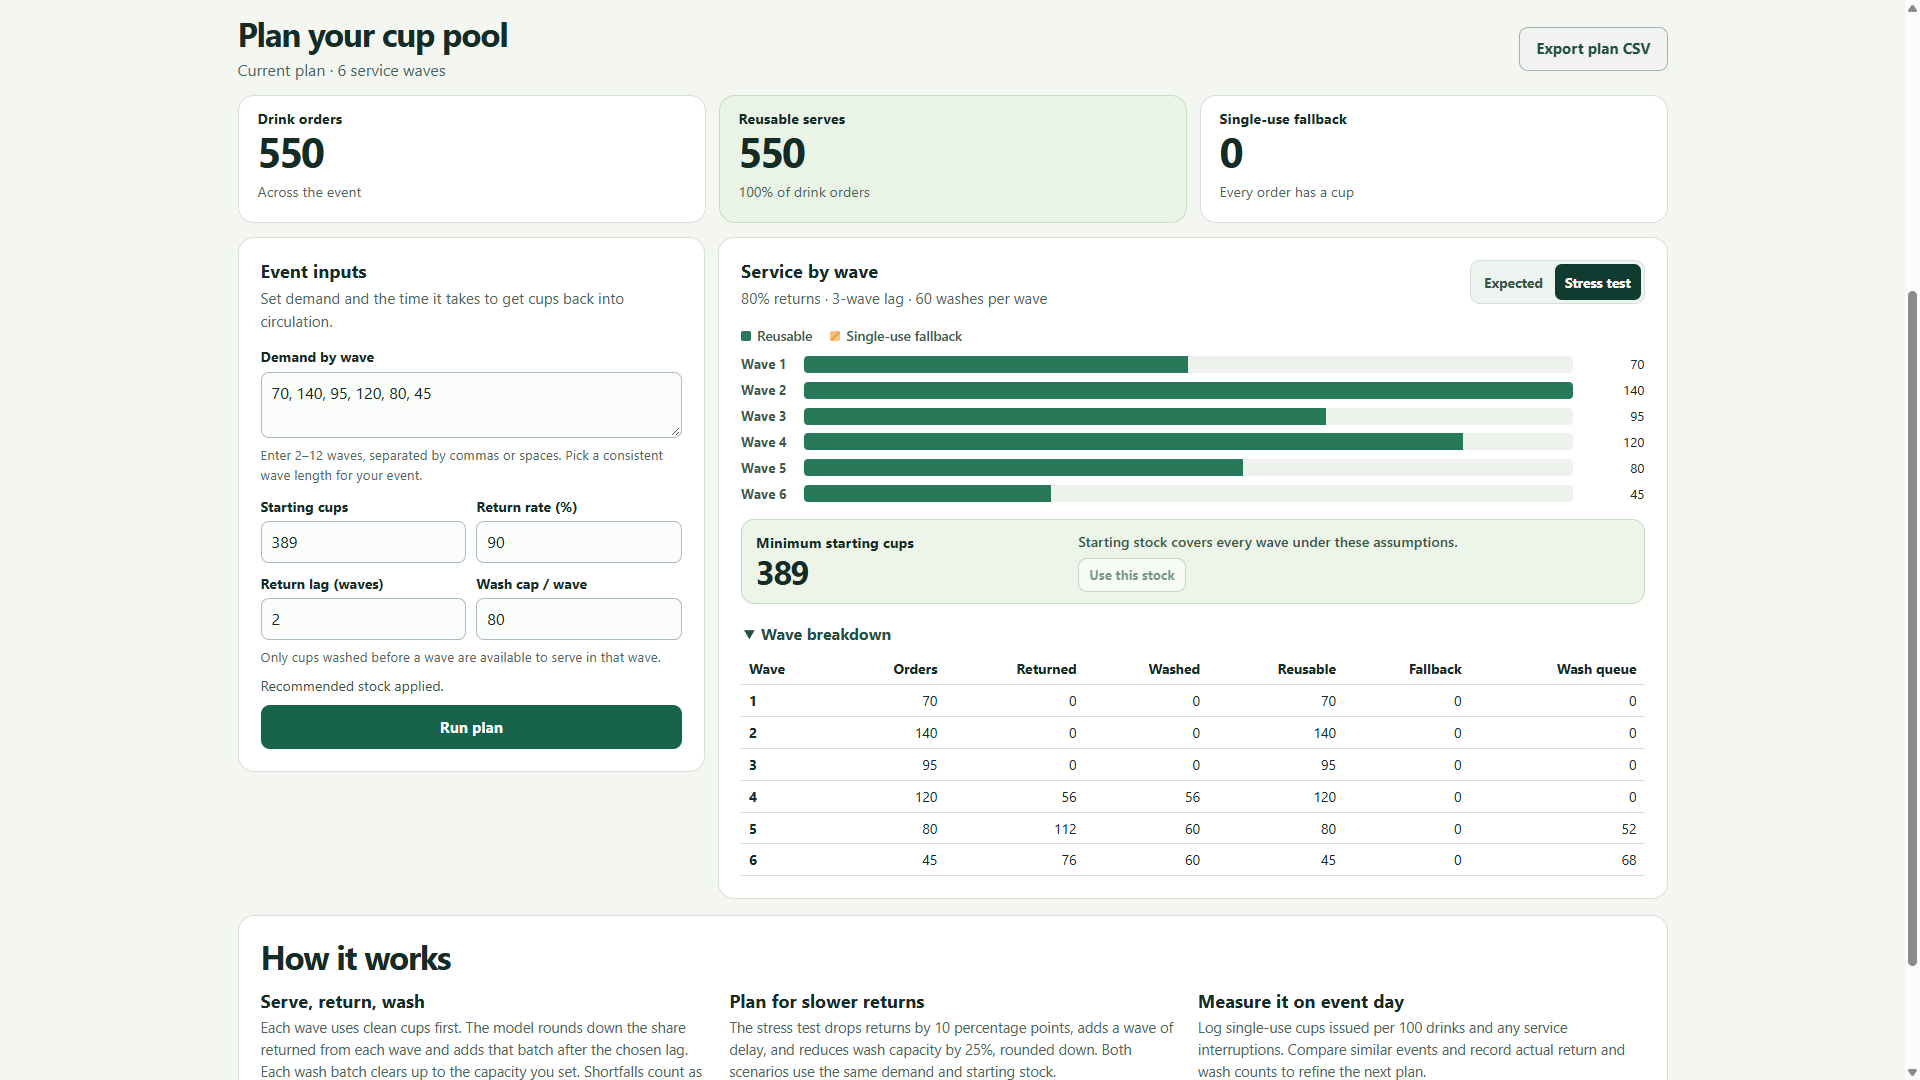 Plan your cup pool
Current plan · 6 service waves
Export plan CSV
Drink orders
550
Across the event
Reusable serves
550
100% of drink orders
Single-use fallback
0
Every order has a cup
Event inputs
Set demand and the time it takes to get cups back into
circulation.
Demand by wave
70, 140, 95, 120, 80, 45
Enter 2–12 waves, separated by commas or spaces. Pick a consistent
wave length for your event.
Starting cups
389
Return rate (%)
90
Return lag (waves)
2
Wash cap / wave
80
Only cups washed before a wave are available to serve in that wave.
Recommended stock applied.
Run plan
Service by wave
80% returns · 3-wave lag · 60 washes per wave
Expected
Stress test
Reusable
Single-use fallback
Wave 1 70
Wave 2 140
Wave 3 95
Wave 4 120
Wave 5 80
Wave 6 45
Minimum starting cups
389
Starting stock covers every wave under these assumptions.
Use this stock
Wave breakdown
Wave Orders Returned Washed Reusable Fallback Wash queue
1 70 0 0 70 0 0
2 140 0 0 140 0 0
3 95 0 0 95 0 0
4 120 56 56 120 0 0
5 80 112 60 80 0 52
6 45 76 60 45 0 68
How it works
Serve, return, wash
Each wave uses clean cups first. The model rounds down the share
returned from each wave and adds that batch after the chosen lag.
Each wash batch clears up to the capacity you set. Shortfalls count as
Plan for slower returns
The stress test drops returns by 10 percentage points, adds a wave of
delay, and reduces wash capacity by 25%, rounded down. Both
scenarios use the same demand and starting stock.
Measure it on event day
Log single-use cups issued per 100 drinks and any service
interruptions. Compare similar events and record actual return and
wash counts to refine the next plan.